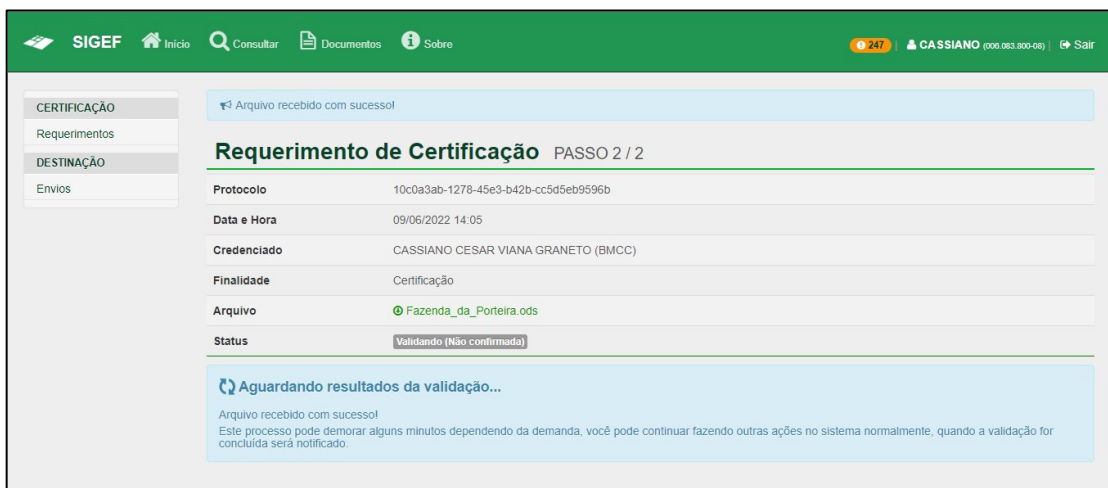 SIGEF Início Consultar Documentos Sobre 247 CASSIANO (006.083.800-08) Sair
CERTIFICAÇÃO
Requerimentos
DESTINAÇÃO
Envios
Arquivo recebido com sucesso!
Requerimento de Certificação PASSO 2 / 2
Protocolo 10c0a3ab-1278-45e3-b42b-cc5d5eb9596b
Data e Hora 09/06/2022 14:05
Credenciado CASSIANO CESAR VIANA GRANETO (BMCC)
Finalidade Certificação
Arquivo Fazenda_da_Porteira.ods
Status Validando (Não confirmada)
Aguardando resultados da validação...
Arquivo recebido com sucesso!
Este processo pode demorar alguns minutos dependendo da demanda, você pode continuar fazendo outras ações no sistema normalmente, quando a validação for
concluída será notificado.